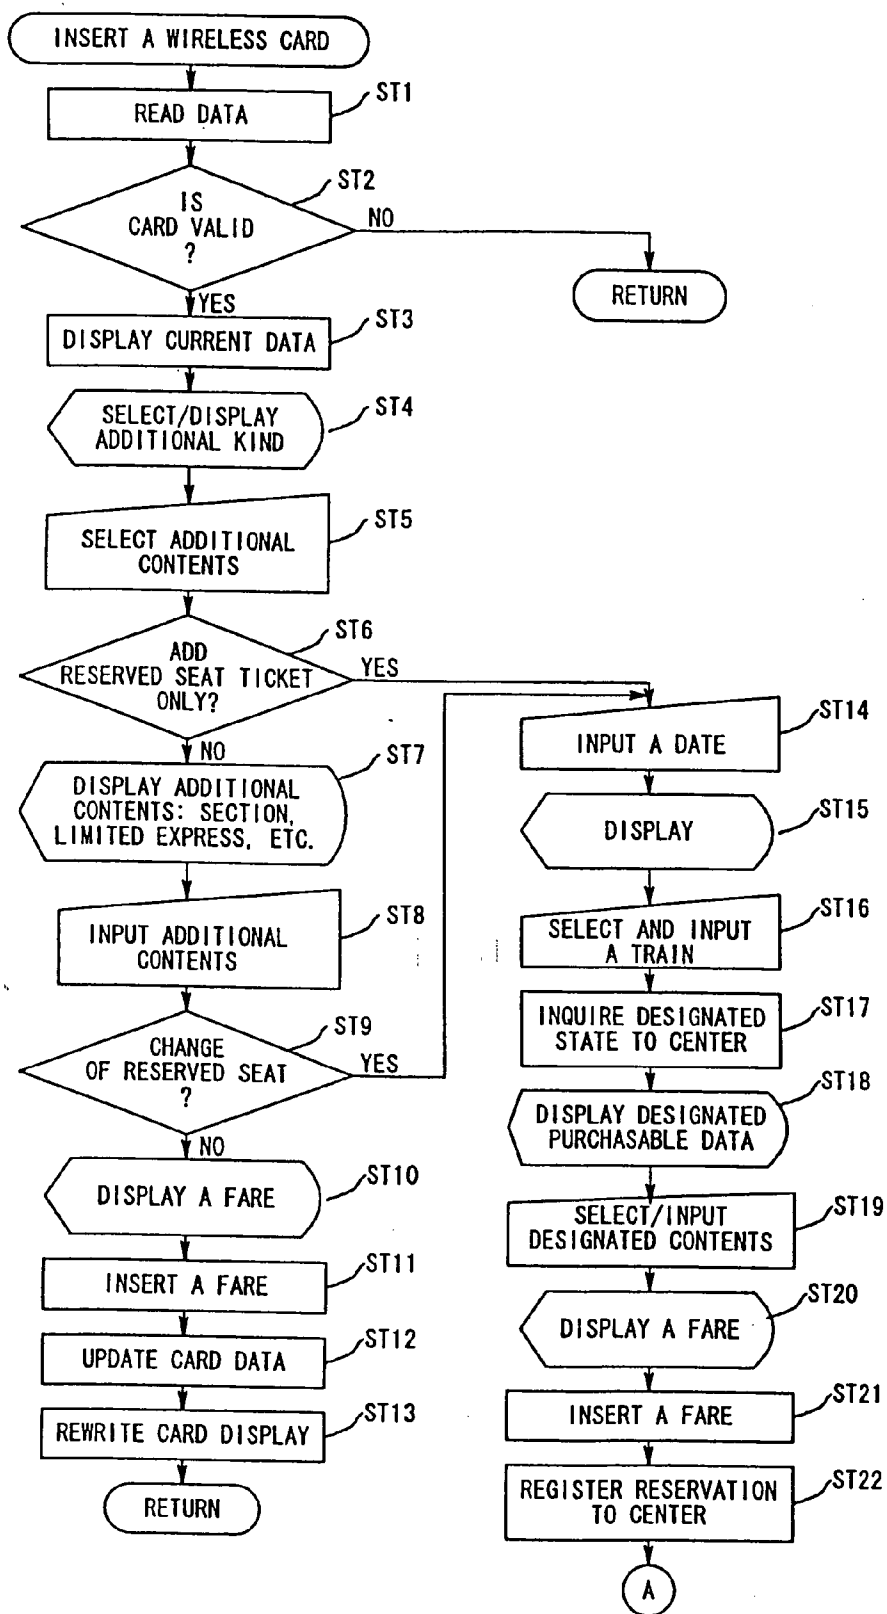 INSERT A WIRELESS CARD
READ DATA
ST1
IS
CARD VALID
?
ST2
NO
RETURN
YES
DISPLAY CURRENT DATA
ST3
SELECT/DISPLAY
ADDITIONAL KIND
ST4
SELECT ADDITIONAL
CONTENTS
ST5
ADD
RESERVED SEAT TICKET
ONLY?
ST6
YES
NO
DISPLAY ADDITIONAL
CONTENTS: SECTION,
LIMITED EXPRESS, ETC.
ST7
INPUT ADDITIONAL
CONTENTS
ST8
CHANGE
OF RESERVED SEAT
?
ST9
YES
NO
DISPLAY A FARE
ST10
INSERT A FARE
ST11
UPDATE CARD DATA
ST12
REWRITE CARD DISPLAY
ST13
RETURN
INPUT A DATE
ST14
DISPLAY
ST15
SELECT AND INPUT
A TRAIN
ST16
INQUIRE DESIGNATED
STATE TO CENTER
ST17
DISPLAY DESIGNATED
PURCHASABLE DATA
ST18
SELECT/INPUT
DESIGNATED CONTENTS
ST19
DISPLAY A FARE
ST20
INSERT A FARE
ST21
REGISTER RESERVATION
TO CENTER
ST22
A